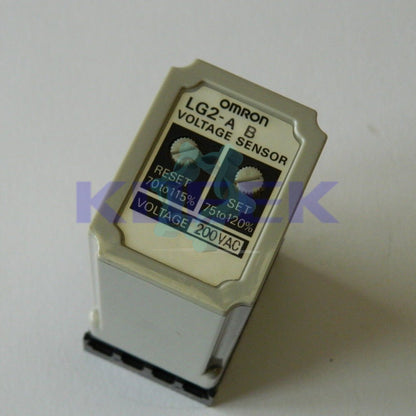 OMRON
LG2-A B
VOLTAGE SENSOR
RESET SET
70to115% 75to120%
VOLTAGE 200VAC